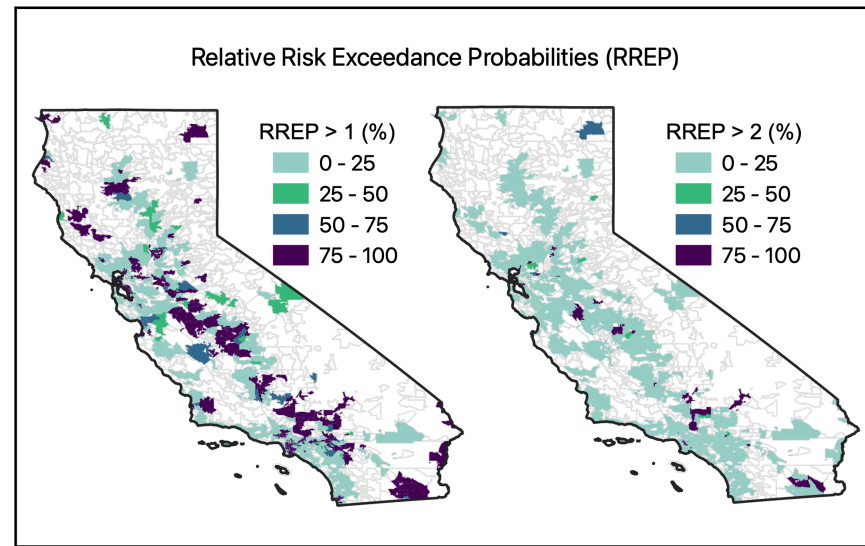 Relative Risk Exceedance Probabilities (RREP)
RREP > 1 (%)
0 - 25
25 - 50
50 - 75
75 - 100
RREP > 2 (%)
0 - 25
25 - 50
50 - 75
75 - 100